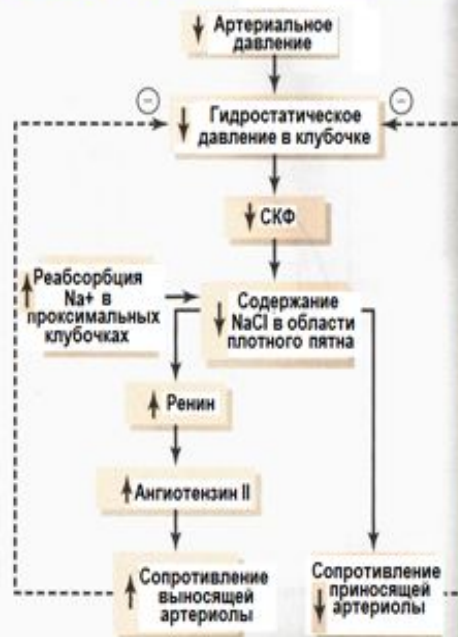 ↓ Артериальное
давление
− −
↓ Гидростатическое
давление в клубочке
↓ СКФ
↑ Реабсорбция
Na+ в
проксимальных
клубочках
↓ Содержание
NaCl в области
плотного пятна
↑ Ренин
↑ Ангиотензин II
↑ Сопротивление
выносящей
артериолы
↓ Сопротивление
приносящей
артериолы